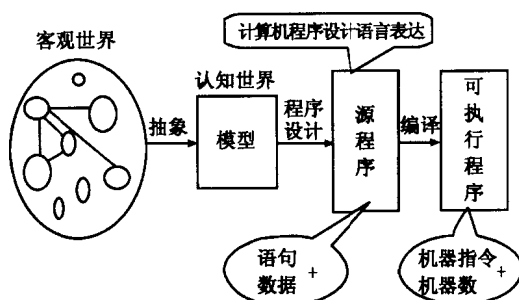 计算机程序设计语言表达
客观世界
认知世界
抽象
模型
程序
设计
源程序
编译
可执行程序
语句 +
数据
机器指令 +
机器数